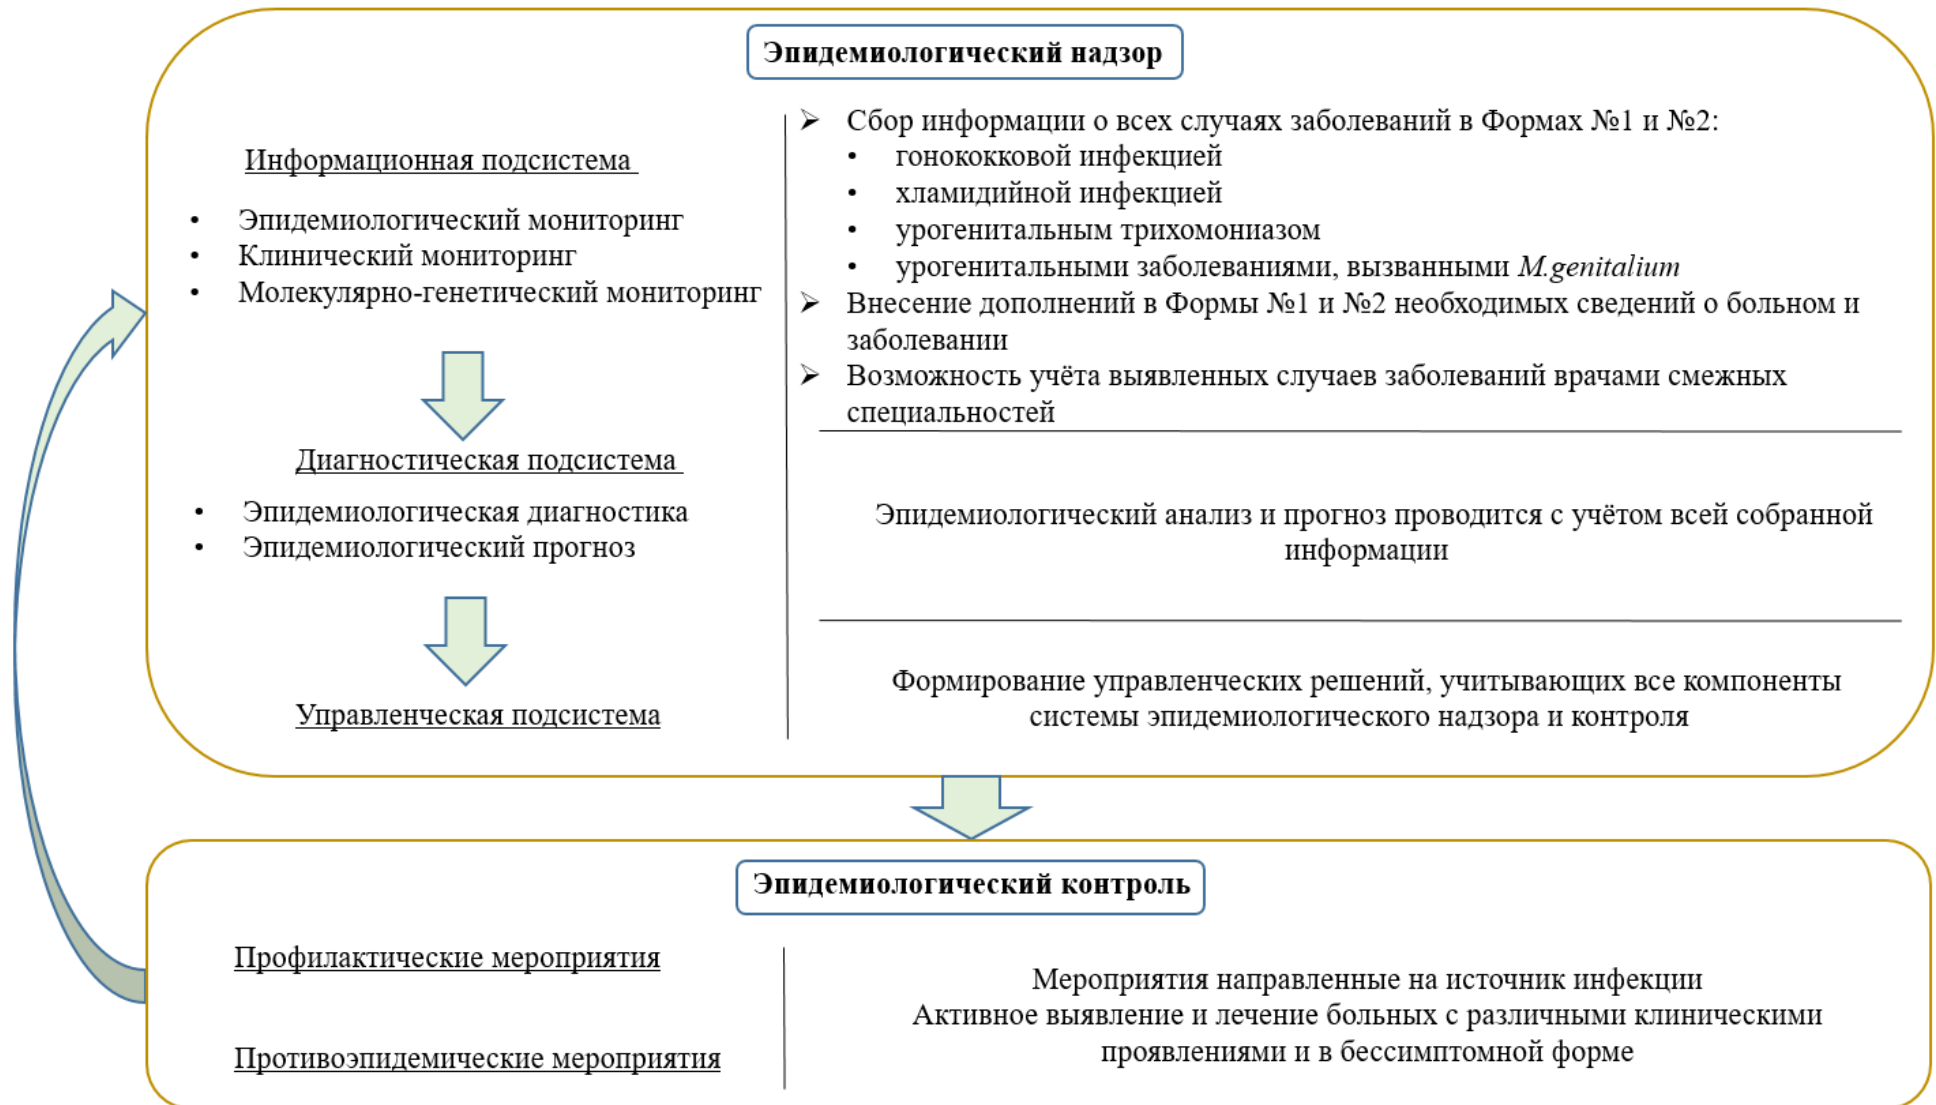 Эпидемиологический надзор
Информационная подсистема
• Эпидемиологический мониторинг
• Клинический мониторинг
• Молекулярно-генетический мониторинг
Диагностическая подсистема
• Эпидемиологическая диагностика
• Эпидемиологический прогноз
Управленческая подсистема
➢ Сбор информации о всех случаях заболеваний в Формах №1 и №2:
• гонококковой инфекцией
• хламидийной инфекцией
• урогенитальным трихомониазом
• урогенитальными заболеваниями, вызванными M.genitalium
➢ Внесение дополнений в Формы №1 и №2 необходимых сведений о больном и
заболевании
➢ Возможность учёта выявленных случаев заболеваний врачами смежных
специальностей
Эпидемиологический анализ и прогноз проводится с учётом всей собранной
информации
Формирование управленческих решений, учитывающих все компоненты
системы эпидемиологического надзора и контроля
Эпидемиологический контроль
Профилактические мероприятия
Противоэпидемические мероприятия
Мероприятия направленные на источник инфекции
Активное выявление и лечение больных с различными клиническими
проявлениями и в бессимптомной форме